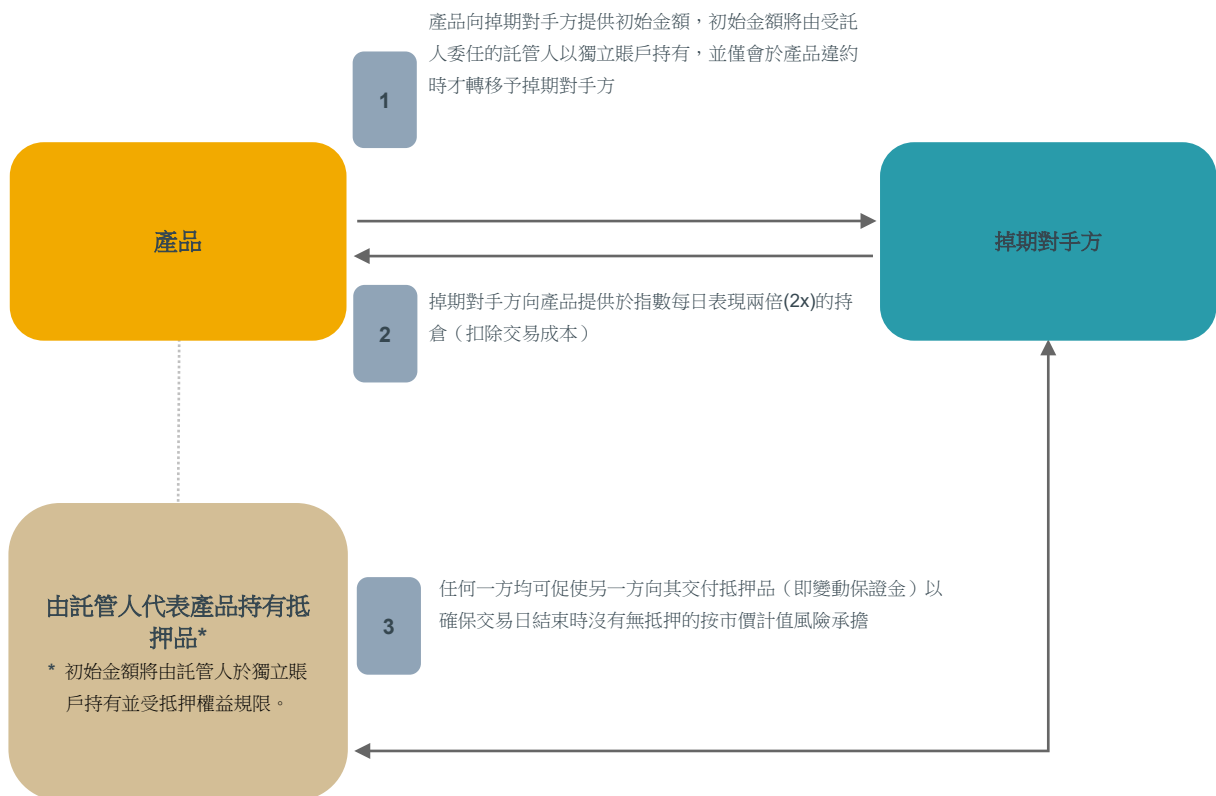 產品向掉期對手方提供初始金額，初始金額將由受託
人委任的託管人以獨立賬戶持有，並僅會於產品違約
時才轉移予掉期對手方
1
產品
掉期對手方
2
掉期對手方向產品提供於指數每日表現兩倍(2x)的持
倉（扣除交易成本）
由託管人代表產品持有抵
押品*
* 初始金額將由託管人於獨立賬
戶持有並受抵押權益規限。
3
任何一方均可促使另一方向其交付抵押品（即變動保證金）以
確保交易日結束時沒有無抵押的按市價計值風險承擔